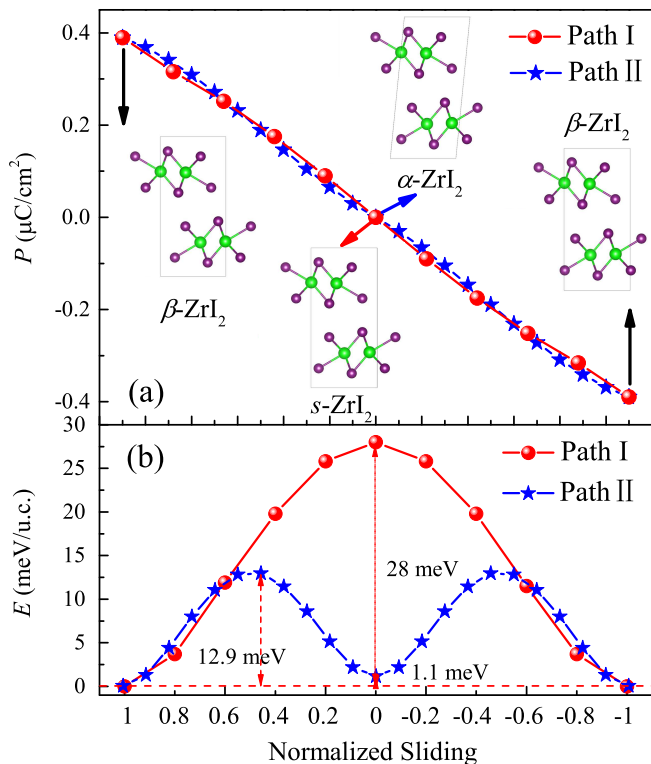 0.4
Path I
Path II
β-ZrI2
α-ZrI2
0.2
P (μC/cm2)
0.0
-0.2
β-ZrI2
(a)
s-ZrI2
-0.4
30
(b)
Path I
Path II
25
E (meV/u.c.)
20
15
28 meV
10
5
12.9 meV
1.1 meV
0
1 0.8 0.6 0.4 0.2 0 -0.2 -0.4 -0.6 -0.8 -1
Normalized Sliding